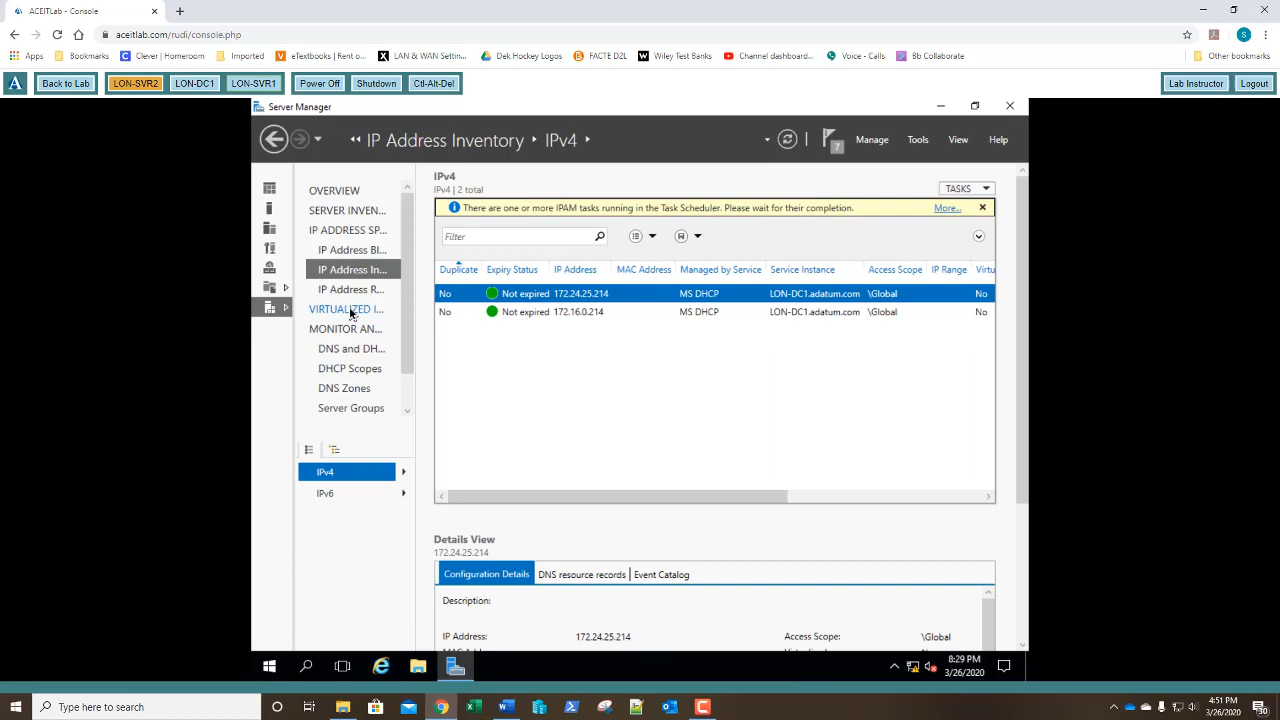 ACEITLab
aceitlab.com/rudi/console.php
Apps Bookmarks Clever | Homeroom Imported eTextbooks | Rent o... LAN & WAN Settin... Dek Hockey Logos FACTE D2L Wiley Test Banks Channel dashboard... Voice - Calls Bb Collaborate Other bookmarks
Back to Lab LON-SVR2 LON-DC1 LON-SVR1 Power Off Shutdown Ctl-Alt-Del Lab Instructor Logout
Server Manager
IP Address Inventory IPv4 7 Manage Tools View Help
OVERVIEW
SERVER INVEN...
IP ADDRESS SP...
IP Address Bl...
IP Address In...
IP Address R...
VIRTUALIZED I...
MONITOR AN...
DNS and DH...
DHCP Scopes
DNS Zones
Server Groups
IPv4
IPv6
IPv4
IPv4 | 2 total
TASKS
There are one or more IPAM tasks running in the Task Scheduler. Please wait for their completion. More...
Filter
Duplicate Expiry Status IP Address MAC Address Managed by Service Service Instance Access Scope IP Range Virtu
No Not expired 172.24.25.214 MS DHCP LON-DC1.adatum.com \Global No
No Not expired 172.16.0.214 MS DHCP LON-DC1.adatum.com \Global No
Details View
172.24.25.214
Configuration Details DNS resource records Event Catalog
Description:
IP Address: 172.24.25.214 Access Scope: \Global
8:29 PM
3/26/2020
Type here to search
4:51 PM
3/26/2020